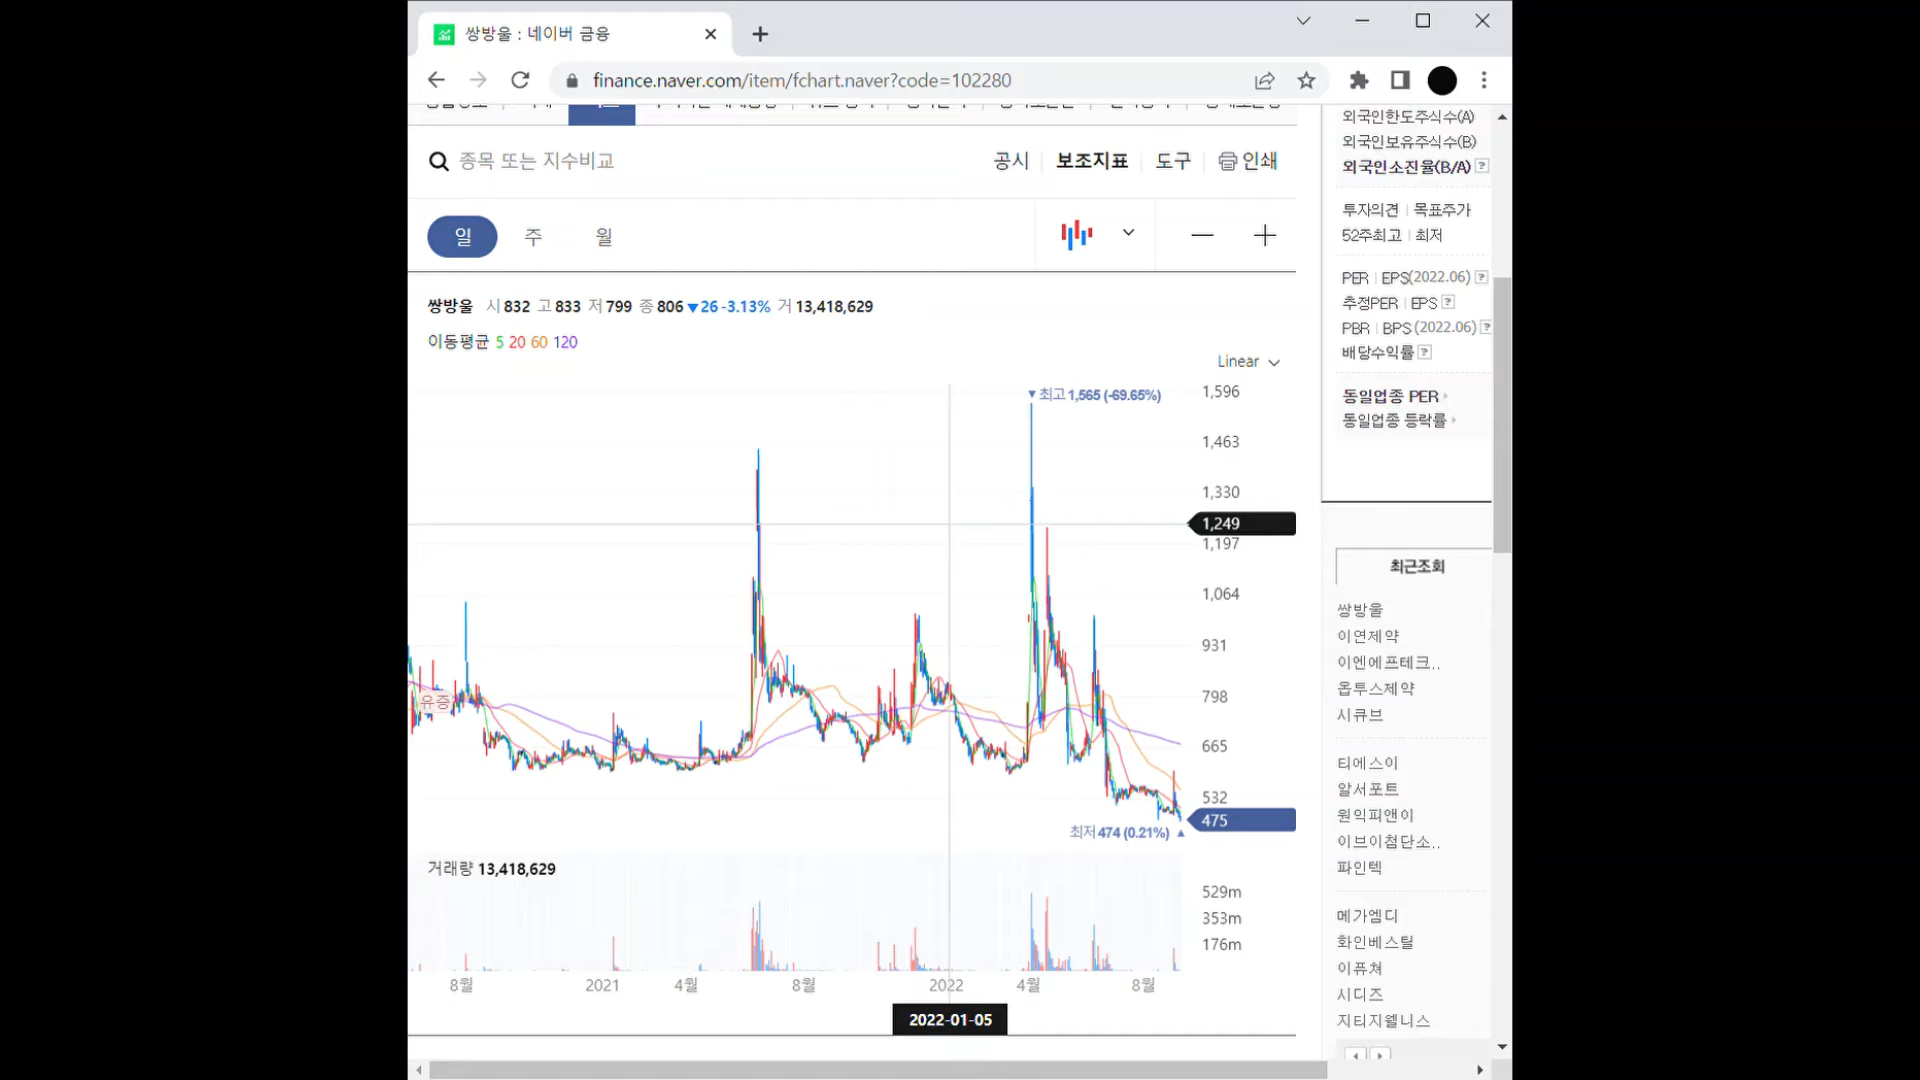 쌍방울 : 네이버 금융
finance.naver.com/item/fchart.naver?code=102280
종목 또는 지수비교
공시
보조지표
도구
인쇄
일
주
월
쌍방울 시 832 고 833 저 799 종 806 ▼26 -3.13% 거 13,418,629
이동평균 5 20 60 120
Linear
▼최고 1,565 (-69.65%)
1,596
1,463
1,330
1,249
1,197
1,064
931
798
665
532
475
유증
최저 474 (0.21%) ▲
거래량 13,418,629
529m
353m
176m
8월
2021
4월
8월
2022
4월
8월
2022-01-05
외국인한도주식수(A)
외국인보유주식수(B)
외국인소진율(B/A) ?
투자의견 | 목표주가
52주최고 | 최저
PER | EPS(2022.06) ?
추정PER | EPS ?
PBR | BPS (2022.06) ?
배당수익률 ?
동일업종 PER
동일업종 등락률
최근조회
쌍방울
이연제약
이엔에프테크..
옵투스제약
시큐브
티에스이
알서포트
원익피앤이
이브이첨단소..
파인텍
메가엠디
화인베스틸
이퓨쳐
시디즈
지티지웰니스